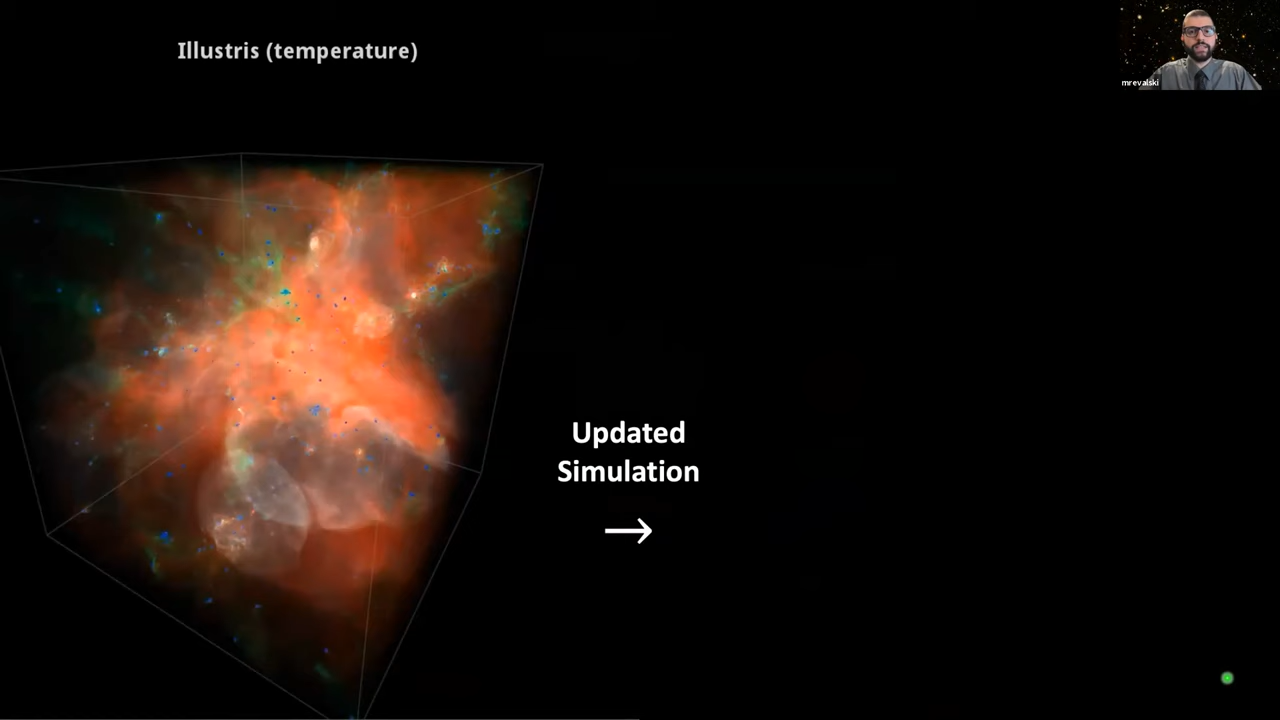 Illustris (temperature)
mrevalski
Updated
Simulation
→